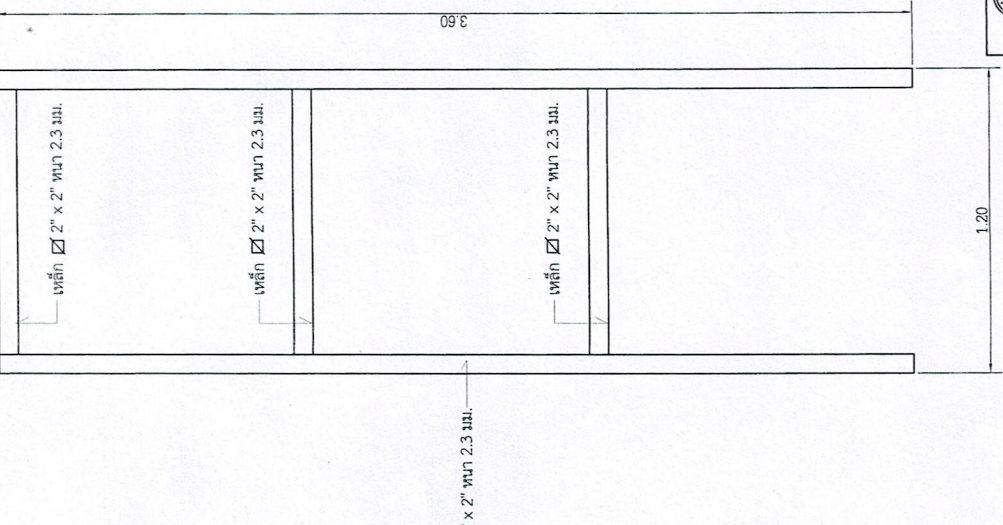 3.60
เหล็ก 2" x 2" หนา 2.3 มม.
เหล็ก 2" x 2" หนา 2.3 มม.
เหล็ก 2" x 2" หนา 2.3 มม.
1.20
x 2" หนา 2.3 มม.